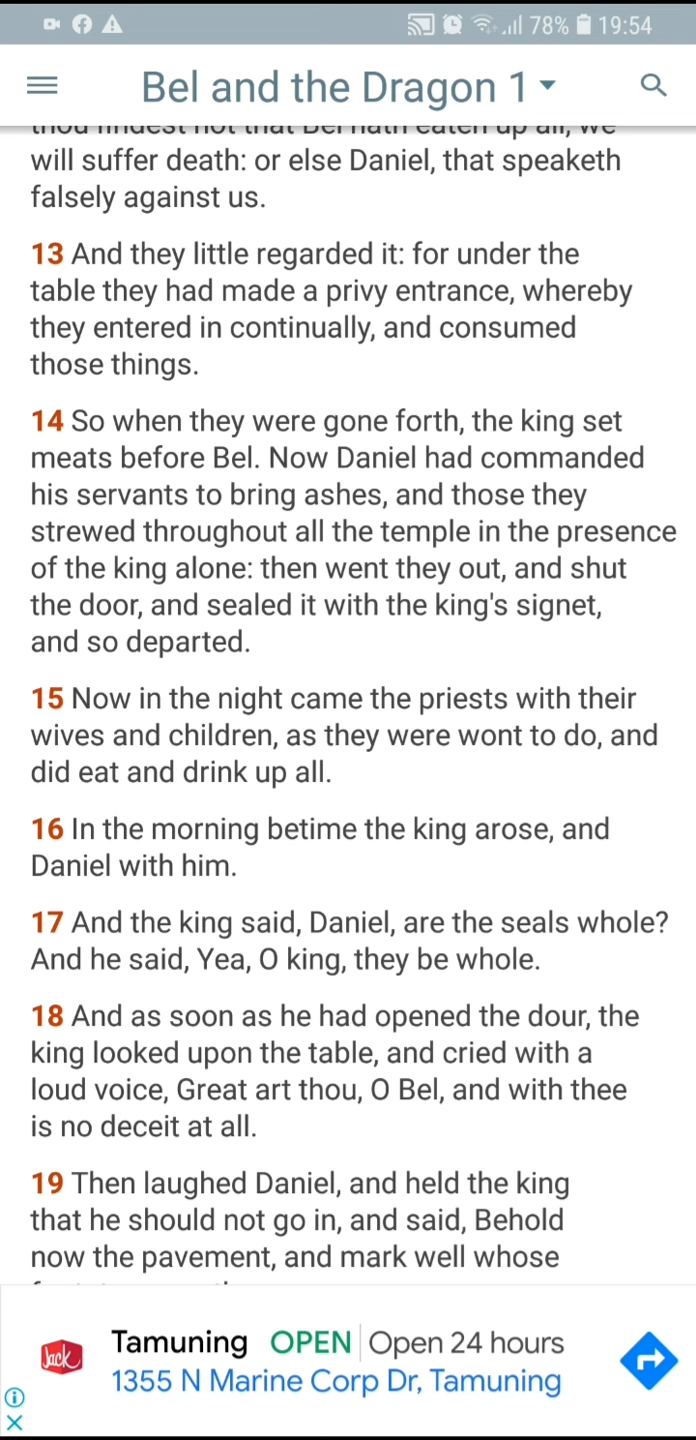 78% 19:54
Bel and the Dragon 1
thou findest not that Bel hath eaten up all, we
will suffer death: or else Daniel, that speaketh
falsely against us.
13 And they little regarded it: for under the
table they had made a privy entrance, whereby
they entered in continually, and consumed
those things.
14 So when they were gone forth, the king set
meats before Bel. Now Daniel had commanded
his servants to bring ashes, and those they
strewed throughout all the temple in the presence
of the king alone: then went they out, and shut
the door, and sealed it with the king's signet,
and so departed.
15 Now in the night came the priests with their
wives and children, as they were wont to do, and
did eat and drink up all.
16 In the morning betime the king arose, and
Daniel with him.
17 And the king said, Daniel, are the seals whole?
And he said, Yea, O king, they be whole.
18 And as soon as he had opened the dour, the
king looked upon the table, and cried with a
loud voice, Great art thou, O Bel, and with thee
is no deceit at all.
19 Then laughed Daniel, and held the king
that he should not go in, and said, Behold
now the pavement, and mark well whose
Jack
Tamuning OPEN Open 24 hours
1355 N Marine Corp Dr, Tamuning